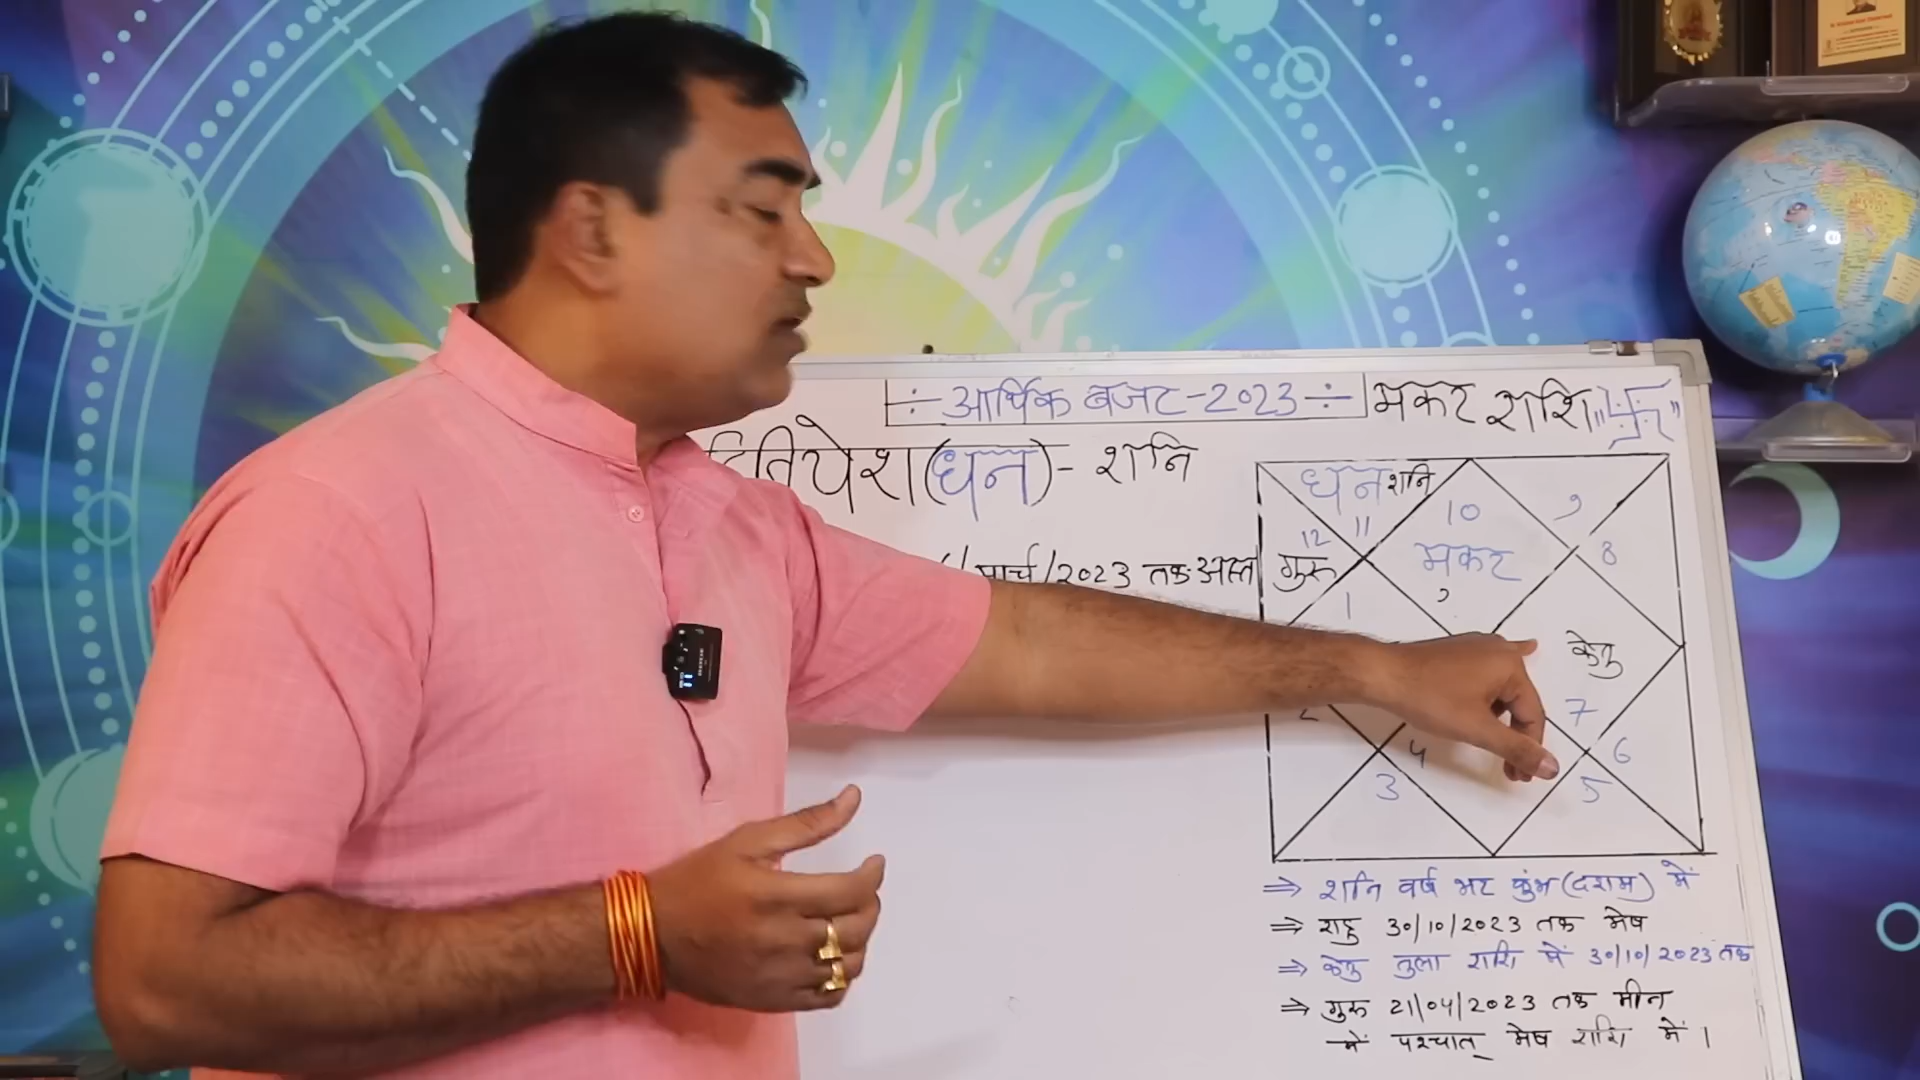 ÷ आर्थिक बजट-2023 ÷ मकर राशि "卐"
द्वितियेश (धन) - शनि
मार्च/2023 तक अस्त
धन शनि
10
9
11
12
गुरू
मकर
8
1
केतु
7
2
4
6
3
5
⇒ शनि वर्ष भर कुंभ (दशम) में
⇒ राहु 30/10/2023 तक मेष
⇒ केतु तुला राशि में 30/10/2023 तक
⇒ गुरू 21/04/2023 तक मीन
में पश्चात् मेष राशि में ।